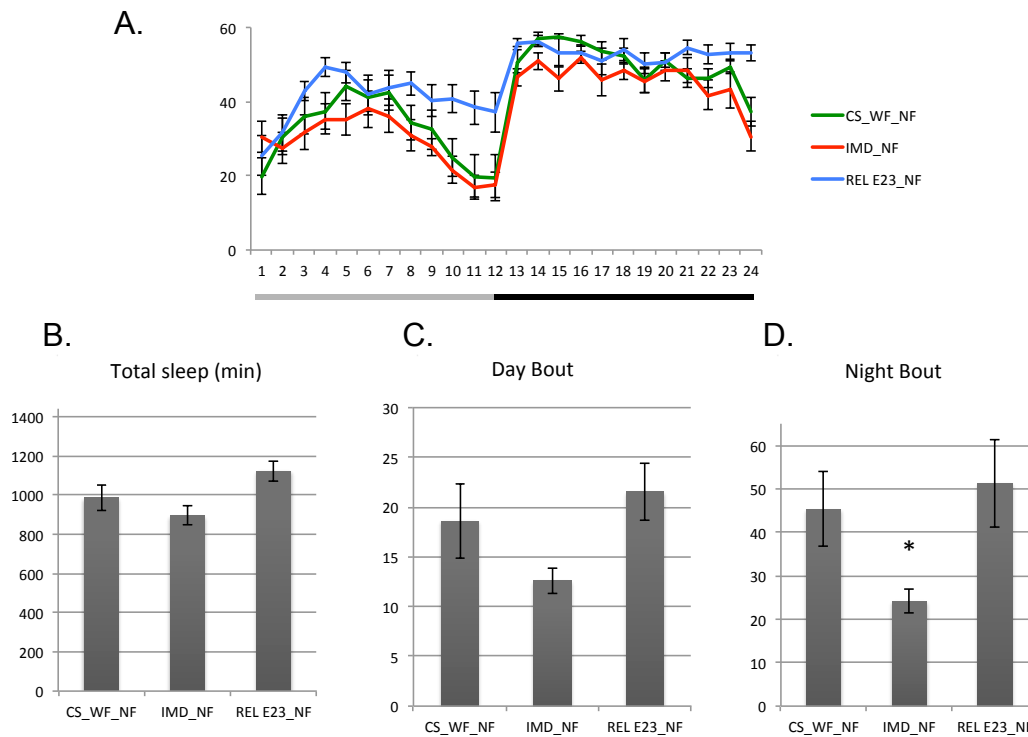 A.
60
40
20
0
1 2 3 4 5 6 7 8 9 10 11 12 13 14 15 16 17 18 19 20 21 22 23 24
CS_WF_NF
IMD_NF
REL E23_NF
B.
Total sleep (min)
1400
1200
1000
800
600
400
200
0
CS_WF_NF IMD_NF REL E23_NF
C.
Day Bout
30
25
20
15
10
5
0
CS_WF_NF IMD_NF REL E23_NF
D.
Night Bout
60
50
40
30
20
10
0
*
CS_WF_NF IMD_NF REL E23_NF